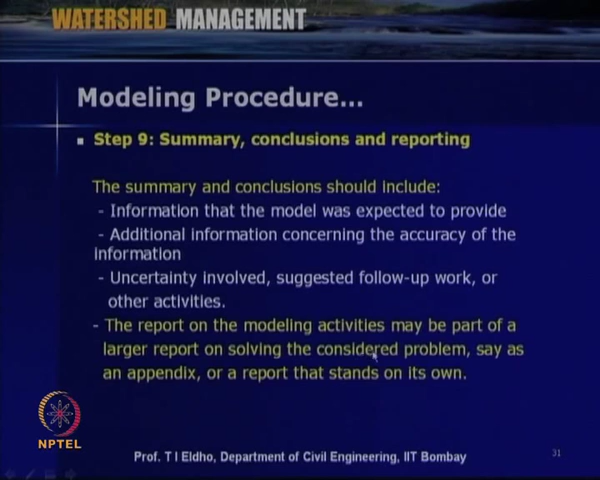 WATERSHED MANAGEMENT
Modeling Procedure...
Step 9: Summary, conclusions and reporting
The summary and conclusions should include:
- Information that the model was expected to provide
- Additional information concerning the accuracy of the
information
- Uncertainty involved, suggested follow-up work, or
other activities.
- The report on the modeling activities may be part of a
larger report on solving the considered problem, say as
an appendix, or a report that stands on its own.
NPTEL
Prof. T I Eldho, Department of Civil Engineering, IIT Bombay
31